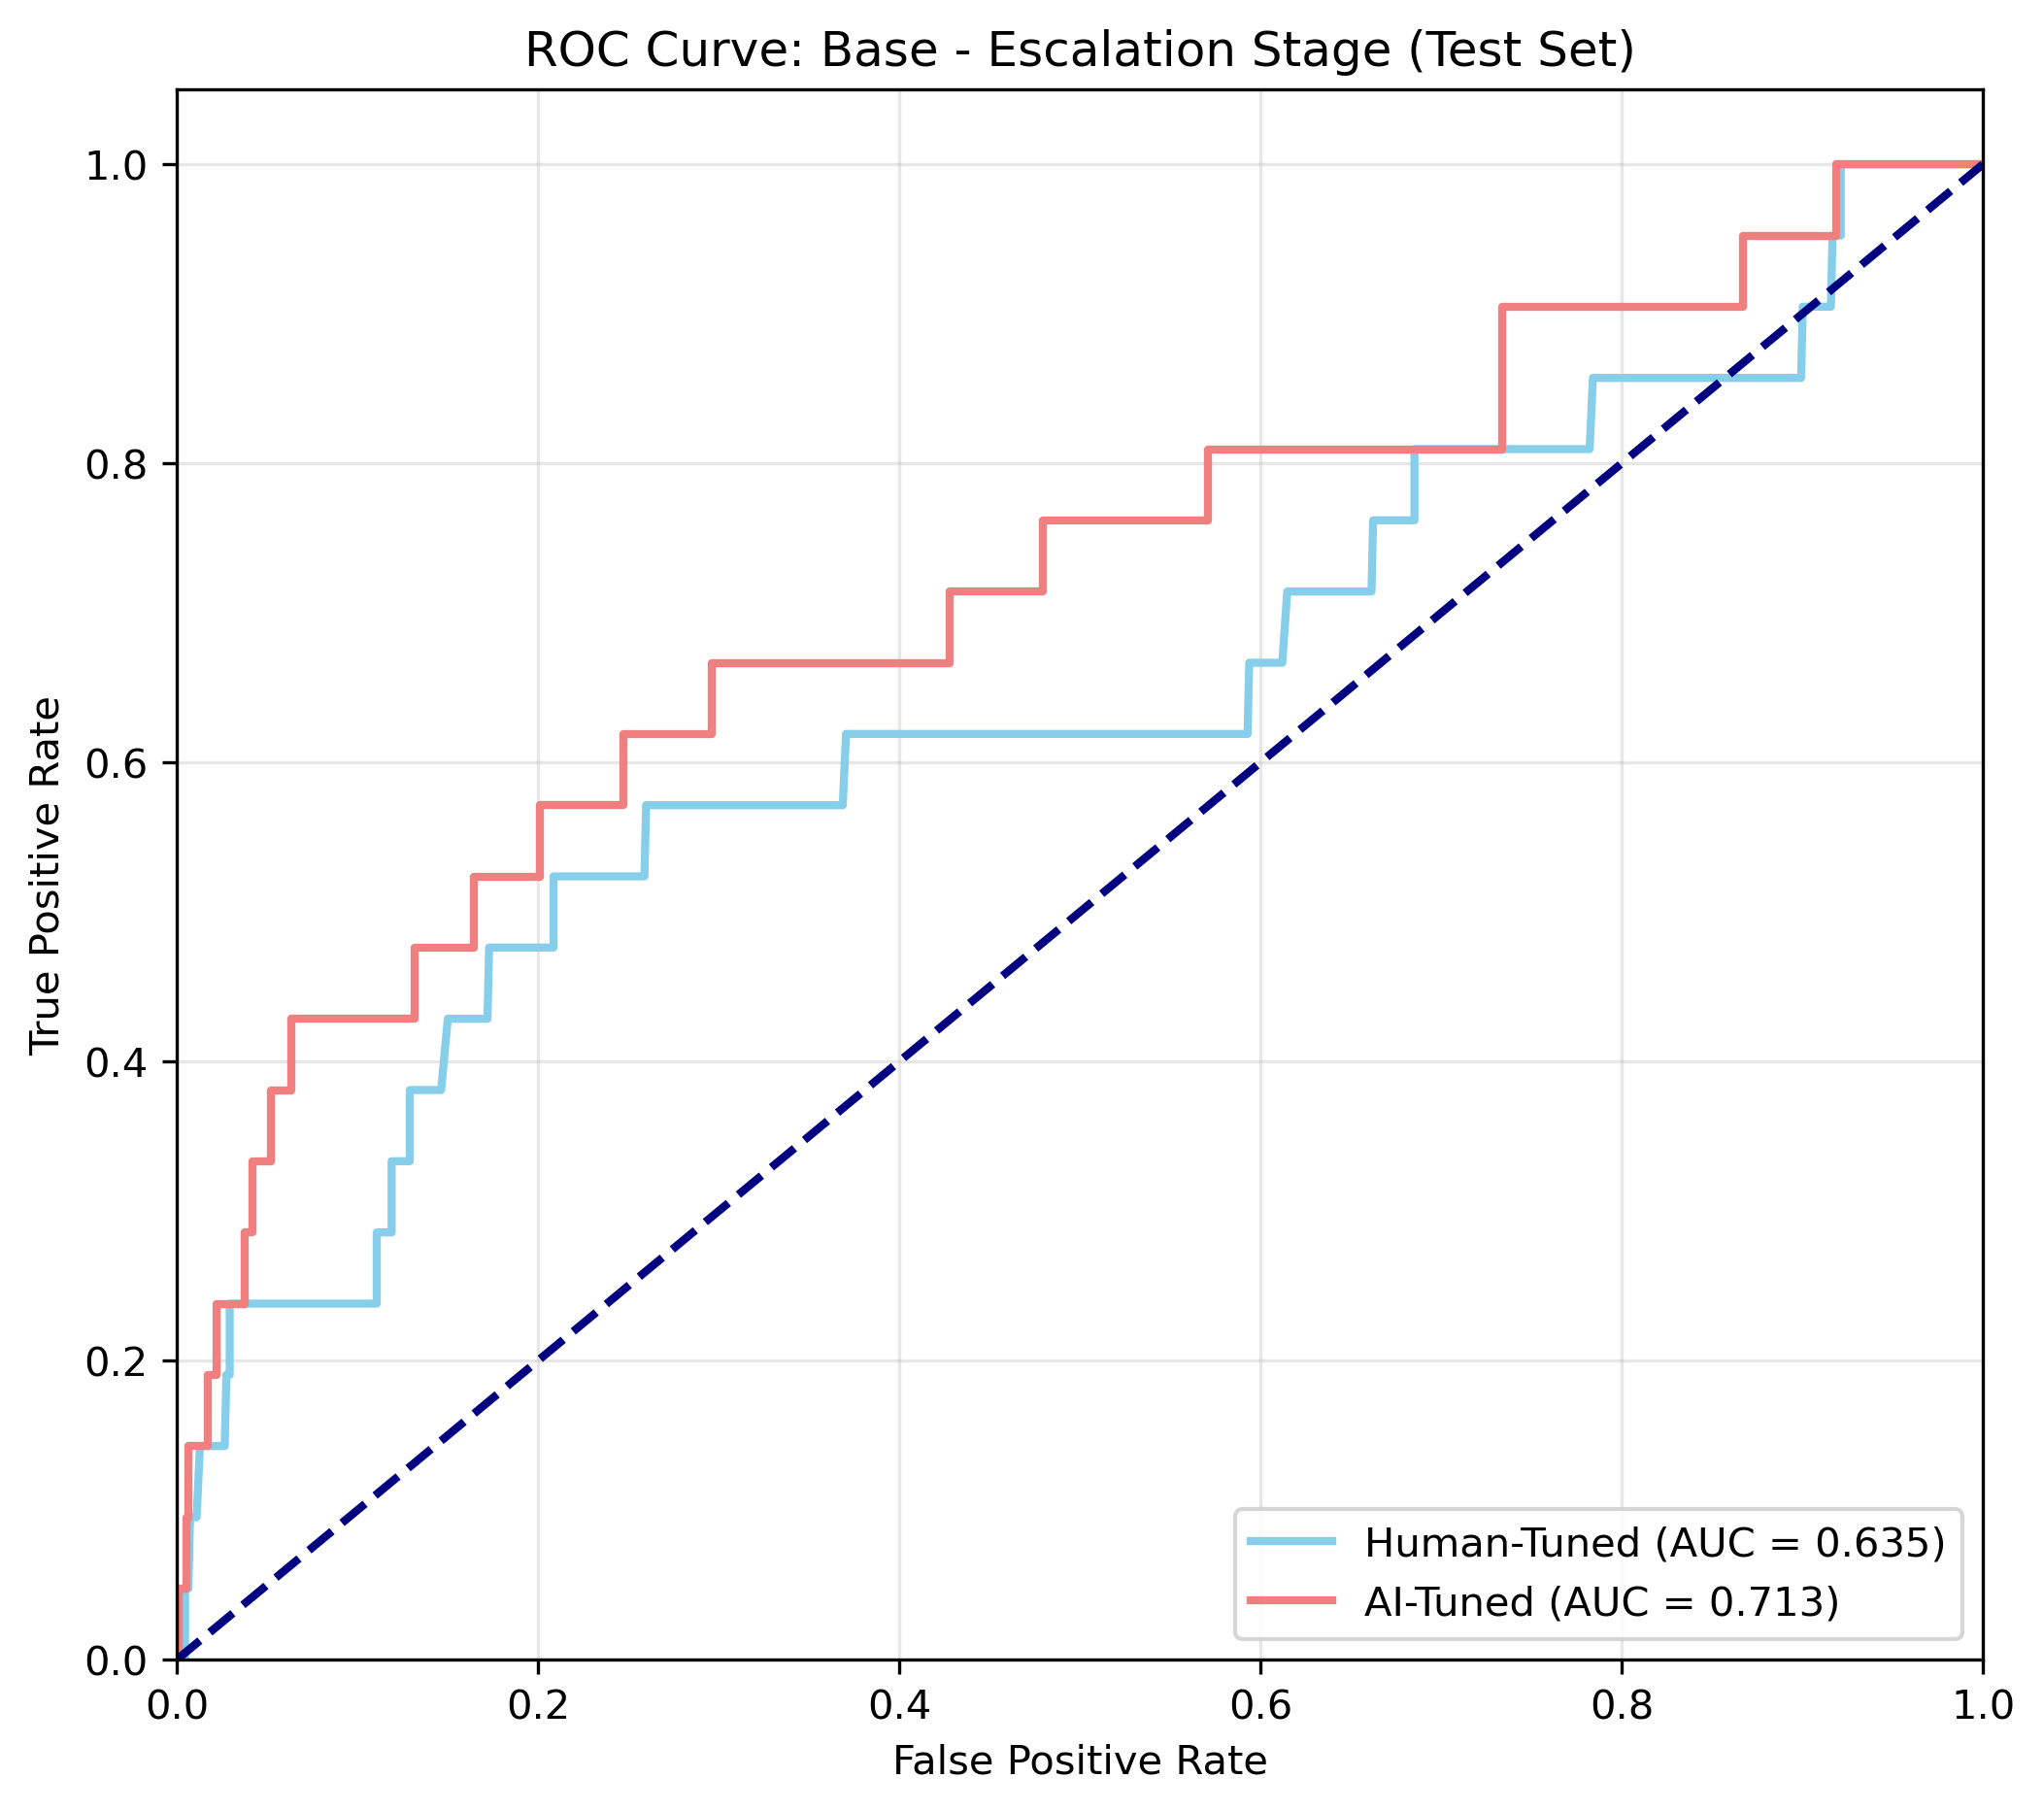 ROC Curve: Base - Escalation Stage (Test Set)
True Positive Rate
1.0
0.8
0.6
0.4
0.2
0.0
Human-Tuned (AUC = 0.635)
AI-Tuned (AUC = 0.713)
0.0 0.2 0.4 0.6 0.8 1.0
False Positive Rate